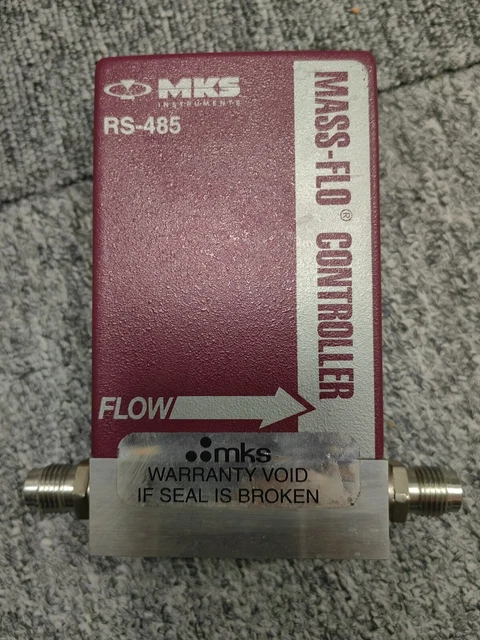 MKS
INSTRUMENTS
RS-485
MASS-FLO® CONTROLLER
FLOW
mks
WARRANTY VOID
IF SEAL IS BROKEN